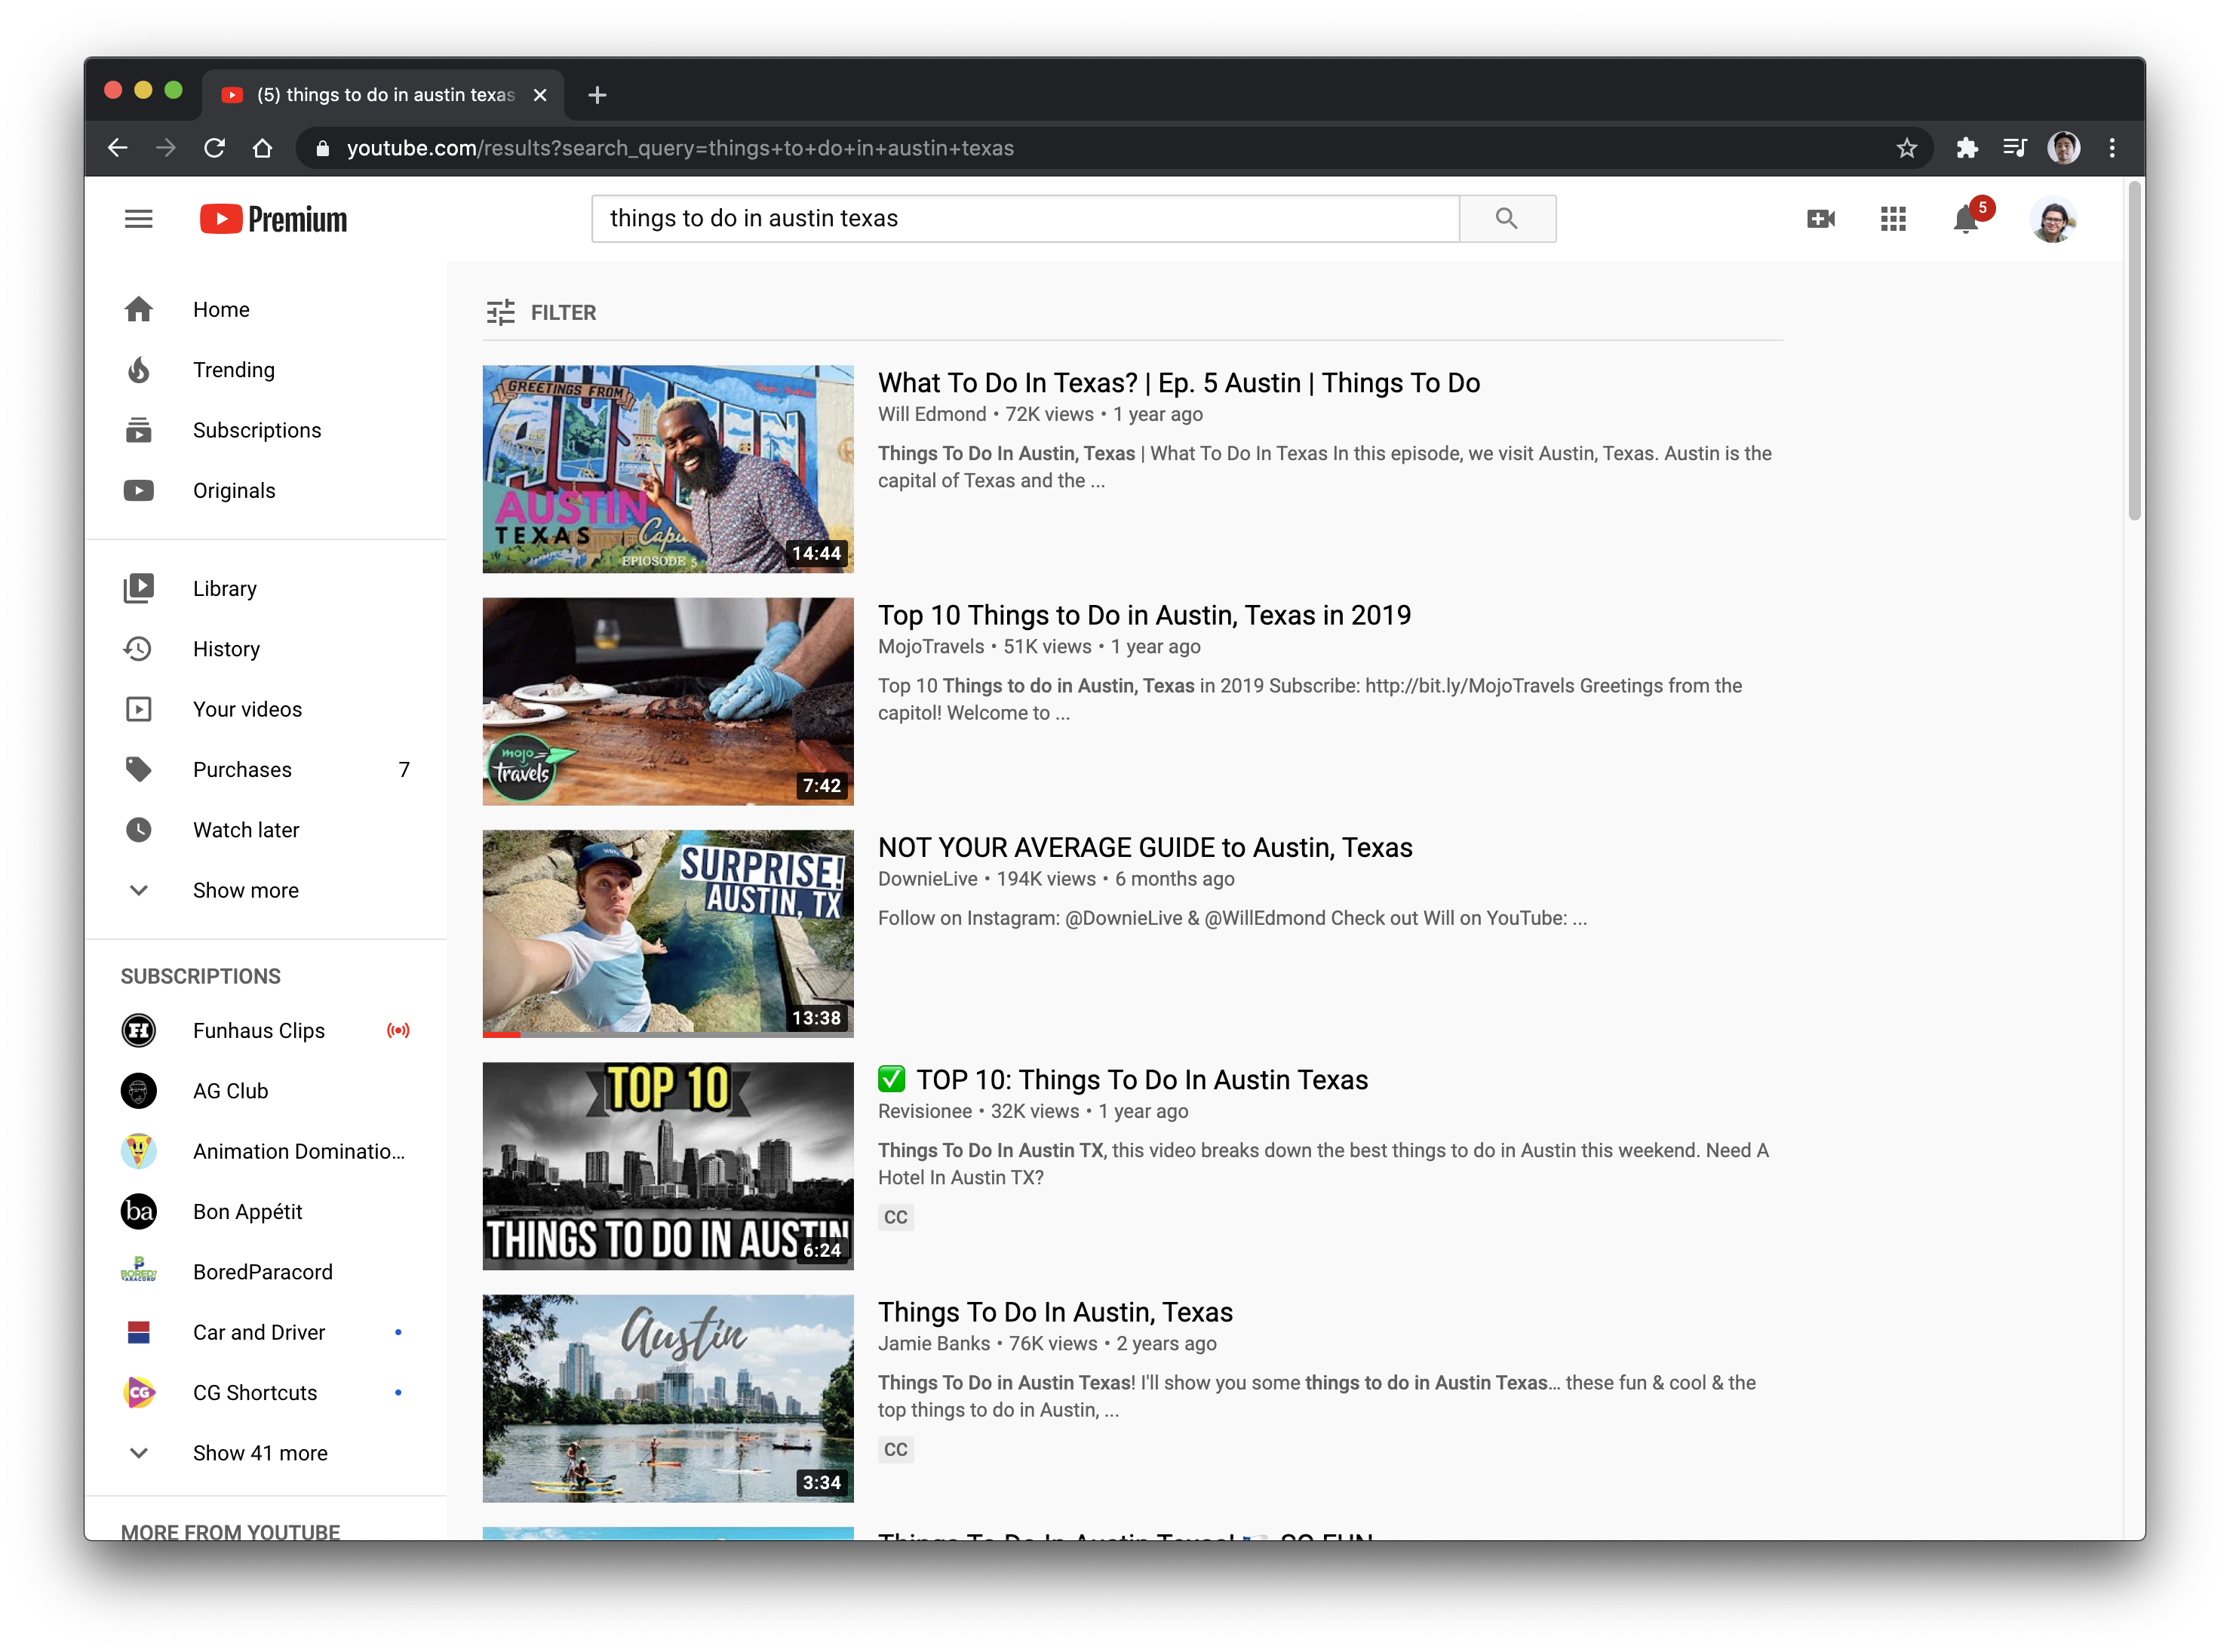 (5) things to do in austin texas
youtube.com/results?search_query=things+to+do+in+austin+texas
Premium
things to do in austin texas
5
Home
Trending
Subscriptions
Originals
Library
History
Your videos
Purchases 7
Watch later
Show more
SUBSCRIPTIONS
Funhaus Clips
AG Club
Animation Dominatio...
ba
Bon Appétit
BORED?
PARACORD
BoredParacord
Car and Driver
CG
CG Shortcuts
Show 41 more
MORE FROM YOUTUBE
FILTER
GREETINGS FROM
AUSTIN
AUSTIN
TEXAS
EPIOSODE 5
14:44
What To Do In Texas? | Ep. 5 Austin | Things To Do
Will Edmond • 72K views • 1 year ago
Things To Do In Austin, Texas | What To Do In Texas In this episode, we visit Austin, Texas. Austin is the
capital of Texas and the ...
mojo
travels
7:42
Top 10 Things to Do in Austin, Texas in 2019
MojoTravels • 51K views • 1 year ago
Top 10 Things to do in Austin, Texas in 2019 Subscribe: http://bit.ly/MojoTravels Greetings from the
capitol! Welcome to ...
SURPRISE!
AUSTIN, TX
13:38
NOT YOUR AVERAGE GUIDE to Austin, Texas
DownieLive • 194K views • 6 months ago
Follow on Instagram: @DownieLive & @WillEdmond Check out Will on YouTube: ...
TOP 10
THINGS TO DO IN AUSTIN
6:24
✅ TOP 10: Things To Do In Austin Texas
Revisionee • 32K views • 1 year ago
Things To Do In Austin TX, this video breaks down the best things to do in Austin this weekend. Need A
Hotel In Austin TX?
CC
Austin
3:34
Things To Do In Austin, Texas
Jamie Banks • 76K views • 2 years ago
Things To Do in Austin Texas! I'll show you some things to do in Austin Texas… these fun & cool & the
top things to do in Austin, ...
CC
Things To Do In Austin Texas! SO FUN